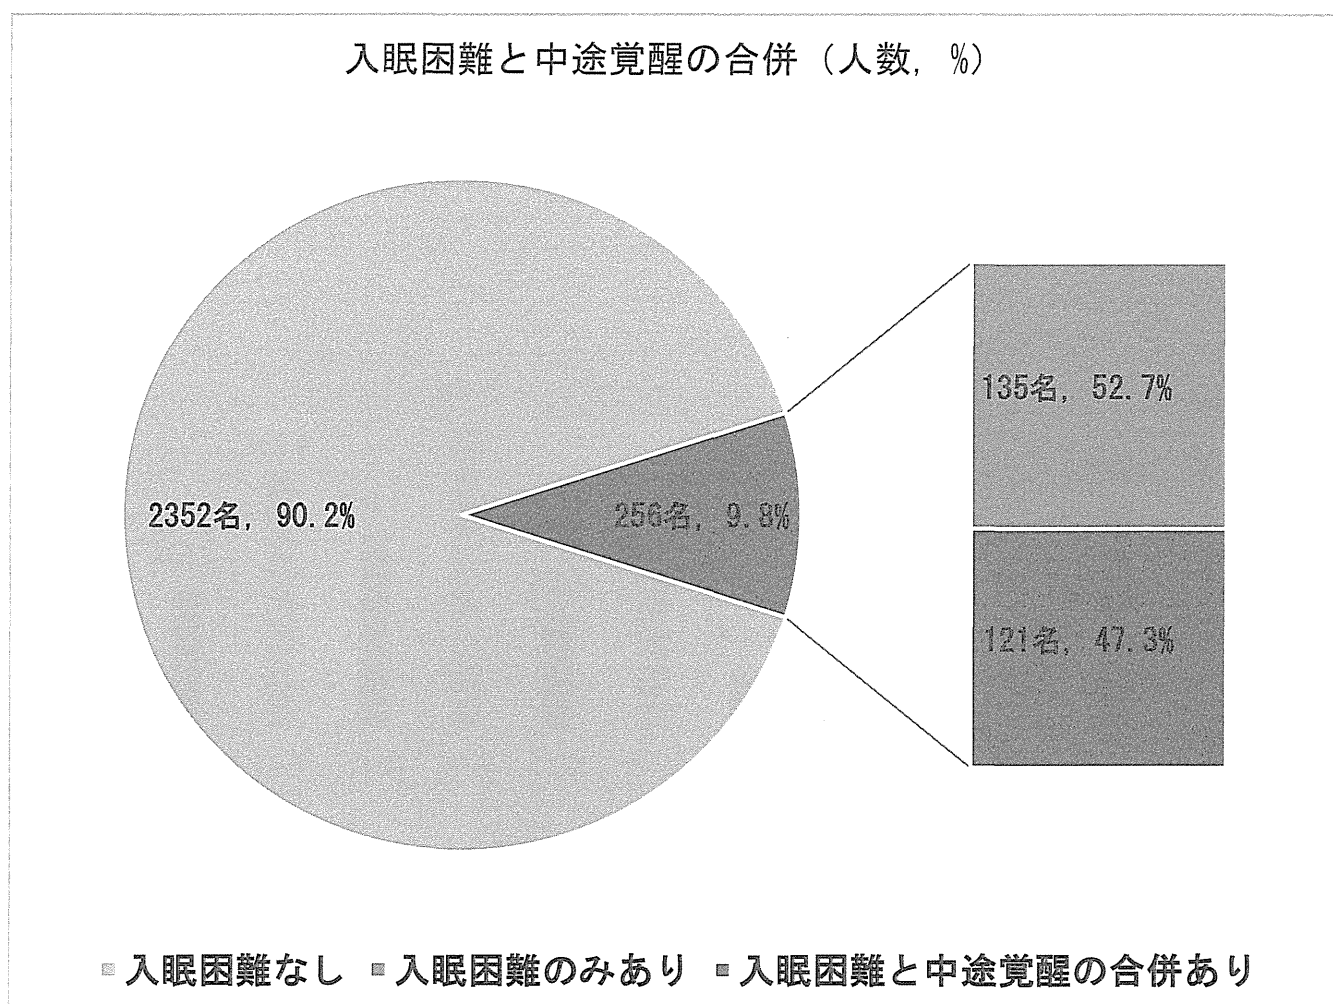 入眠困難と中途覚醒の合併（人数, %）
2352名, 90.2%
256名, 9.8%
135名, 52.7%
121名, 47.3%
入眠困難なし 入眠困難のみあり 入眠困難と中途覚醒の合併あり